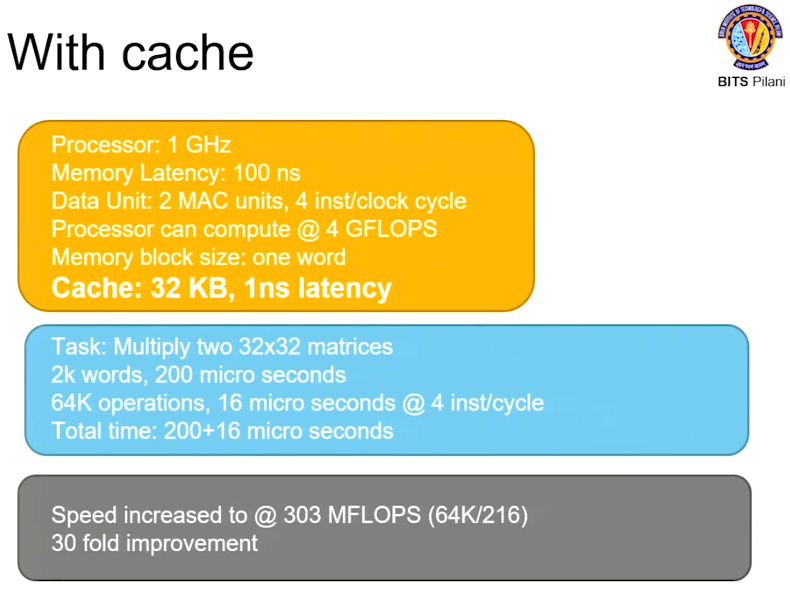 With cache
BITS Pilani
Processor: 1 GHz
Memory Latency: 100 ns
Data Unit: 2 MAC units, 4 inst/clock cycle
Processor can compute @ 4 GFLOPS
Memory block size: one word
Cache: 32 KB, 1ns latency
Task: Multiply two 32x32 matrices
2k words, 200 micro seconds
64K operations, 16 micro seconds @ 4 inst/cycle
Total time: 200+16 micro seconds
Speed increased to @ 303 MFLOPS (64K/216)
30 fold improvement